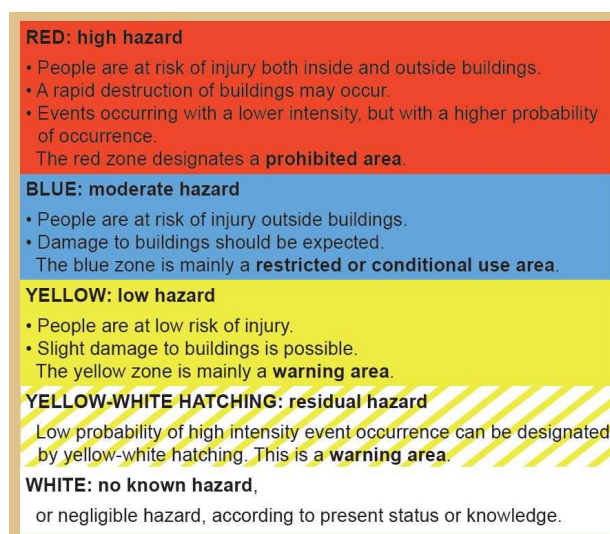 RED: high hazard
• People are at risk of injury both inside and outside buildings.
• A rapid destruction of buildings may occur.
• Events occurring with a lower intensity, but with a higher probability
of occurrence.
The red zone designates a prohibited area.
BLUE: moderate hazard
• People are at risk of injury outside buildings.
• Damage to buildings should be expected.
The blue zone is mainly a restricted or conditional use area.
YELLOW: low hazard
• People are at low risk of injury.
• Slight damage to buildings is possible.
The yellow zone is mainly a warning area.
YELLOW-WHITE HATCHING: residual hazard
Low probability of high intensity event occurrence can be designated
by yellow-white hatching. This is a warning area.
WHITE: no known hazard,
or negligible hazard, according to present status or knowledge.